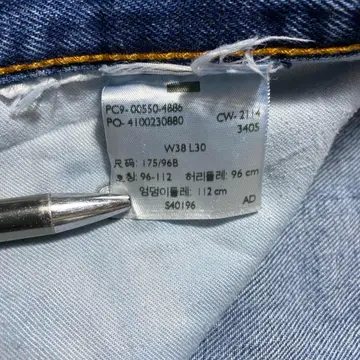 PC9- 00550-4886
PO- 4100230880
CW- 2114
3405
W38 L30
尺码: 175/96B
호칭: 96-112 허리둘레: 96 cm
엉덩이둘레: 112 cm
S40196
AD